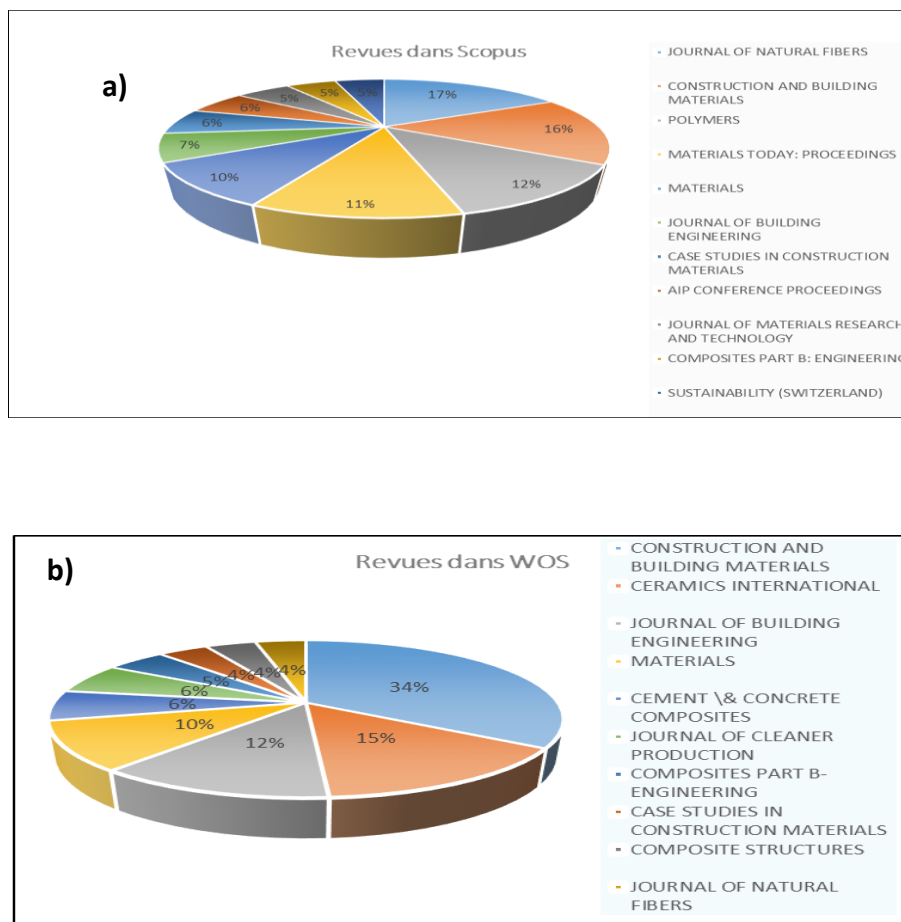 Revues dans Scopus
a)
17%
16%
12%
11%
10%
7%
6%
6%
5%
5%
5%
JOURNAL OF NATURAL FIBERS
CONSTRUCTION AND BUILDING
MATERIALS
POLYMERS
MATERIALS TODAY: PROCEEDINGS
MATERIALS
JOURNAL OF BUILDING
ENGINEERING
CASE STUDIES IN CONSTRUCTION
MATERIALS
AIP CONFERENCE PROCEEDINGS
JOURNAL OF MATERIALS RESEARCH
AND TECHNOLOGY
COMPOSITES PART B: ENGINEERING
SUSTAINABILITY (SWITZERLAND)
b)
Revues dans WOS
34%
15%
12%
10%
6%
6%
5%
4%
4%
4%
CONSTRUCTION AND
BUILDING MATERIALS
CERAMICS INTERNATIONAL
JOURNAL OF BUILDING
ENGINEERING
MATERIALS
CEMENT \& CONCRETE
COMPOSITES
JOURNAL OF CLEANER
PRODUCTION
COMPOSITES PART B-
ENGINEERING
CASE STUDIES IN
CONSTRUCTION MATERIALS
COMPOSITE STRUCTURES
JOURNAL OF NATURAL
FIBERS